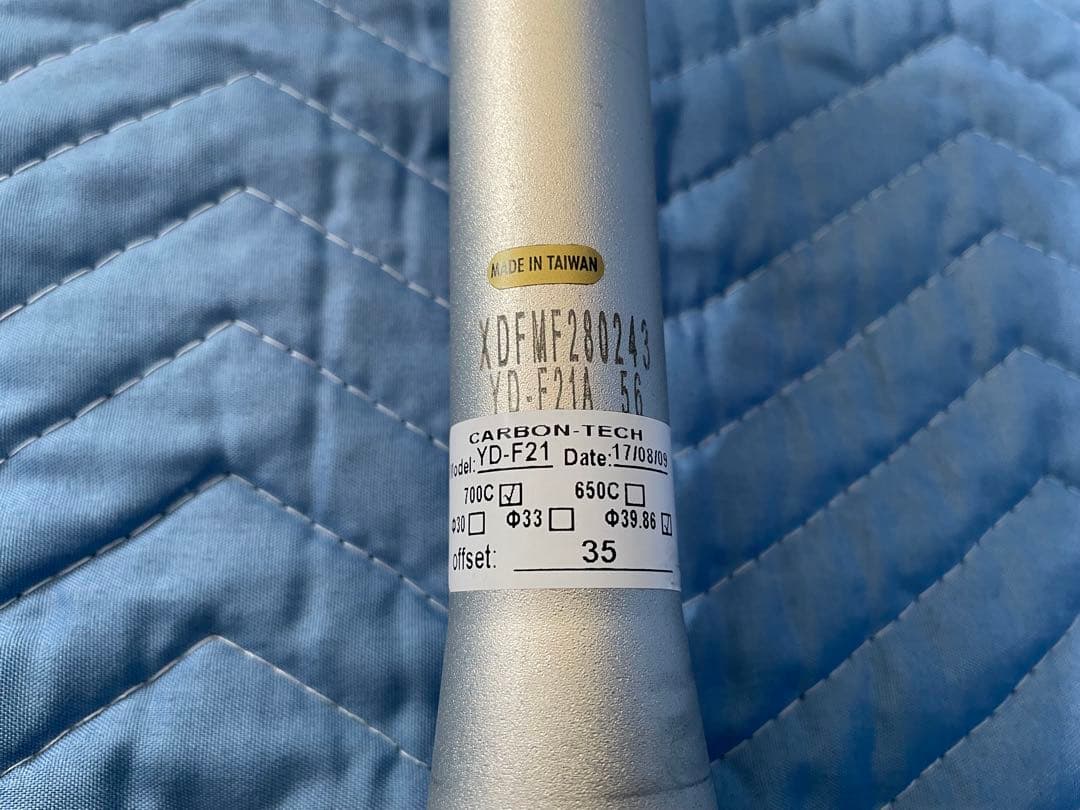 MADE IN TAIWAN
XDFMF280243
YD-F21A 56
CARBON-TECH
Model: YD-F21 Date: 17/08/09
700C ☑ 650C ☐
Φ30 ☐ Φ33 ☐ Φ39.86 ☑
offset: 35